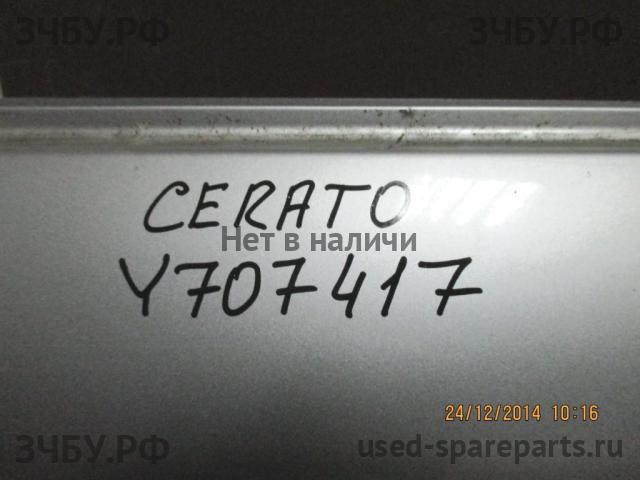 ЗЧБУ.РФ ЗЧБУ.РФ
CERATO
Нет в наличи
Y707417
24/12/2014 10:16
ЗЧБУ.РФ used-spareparts.ru